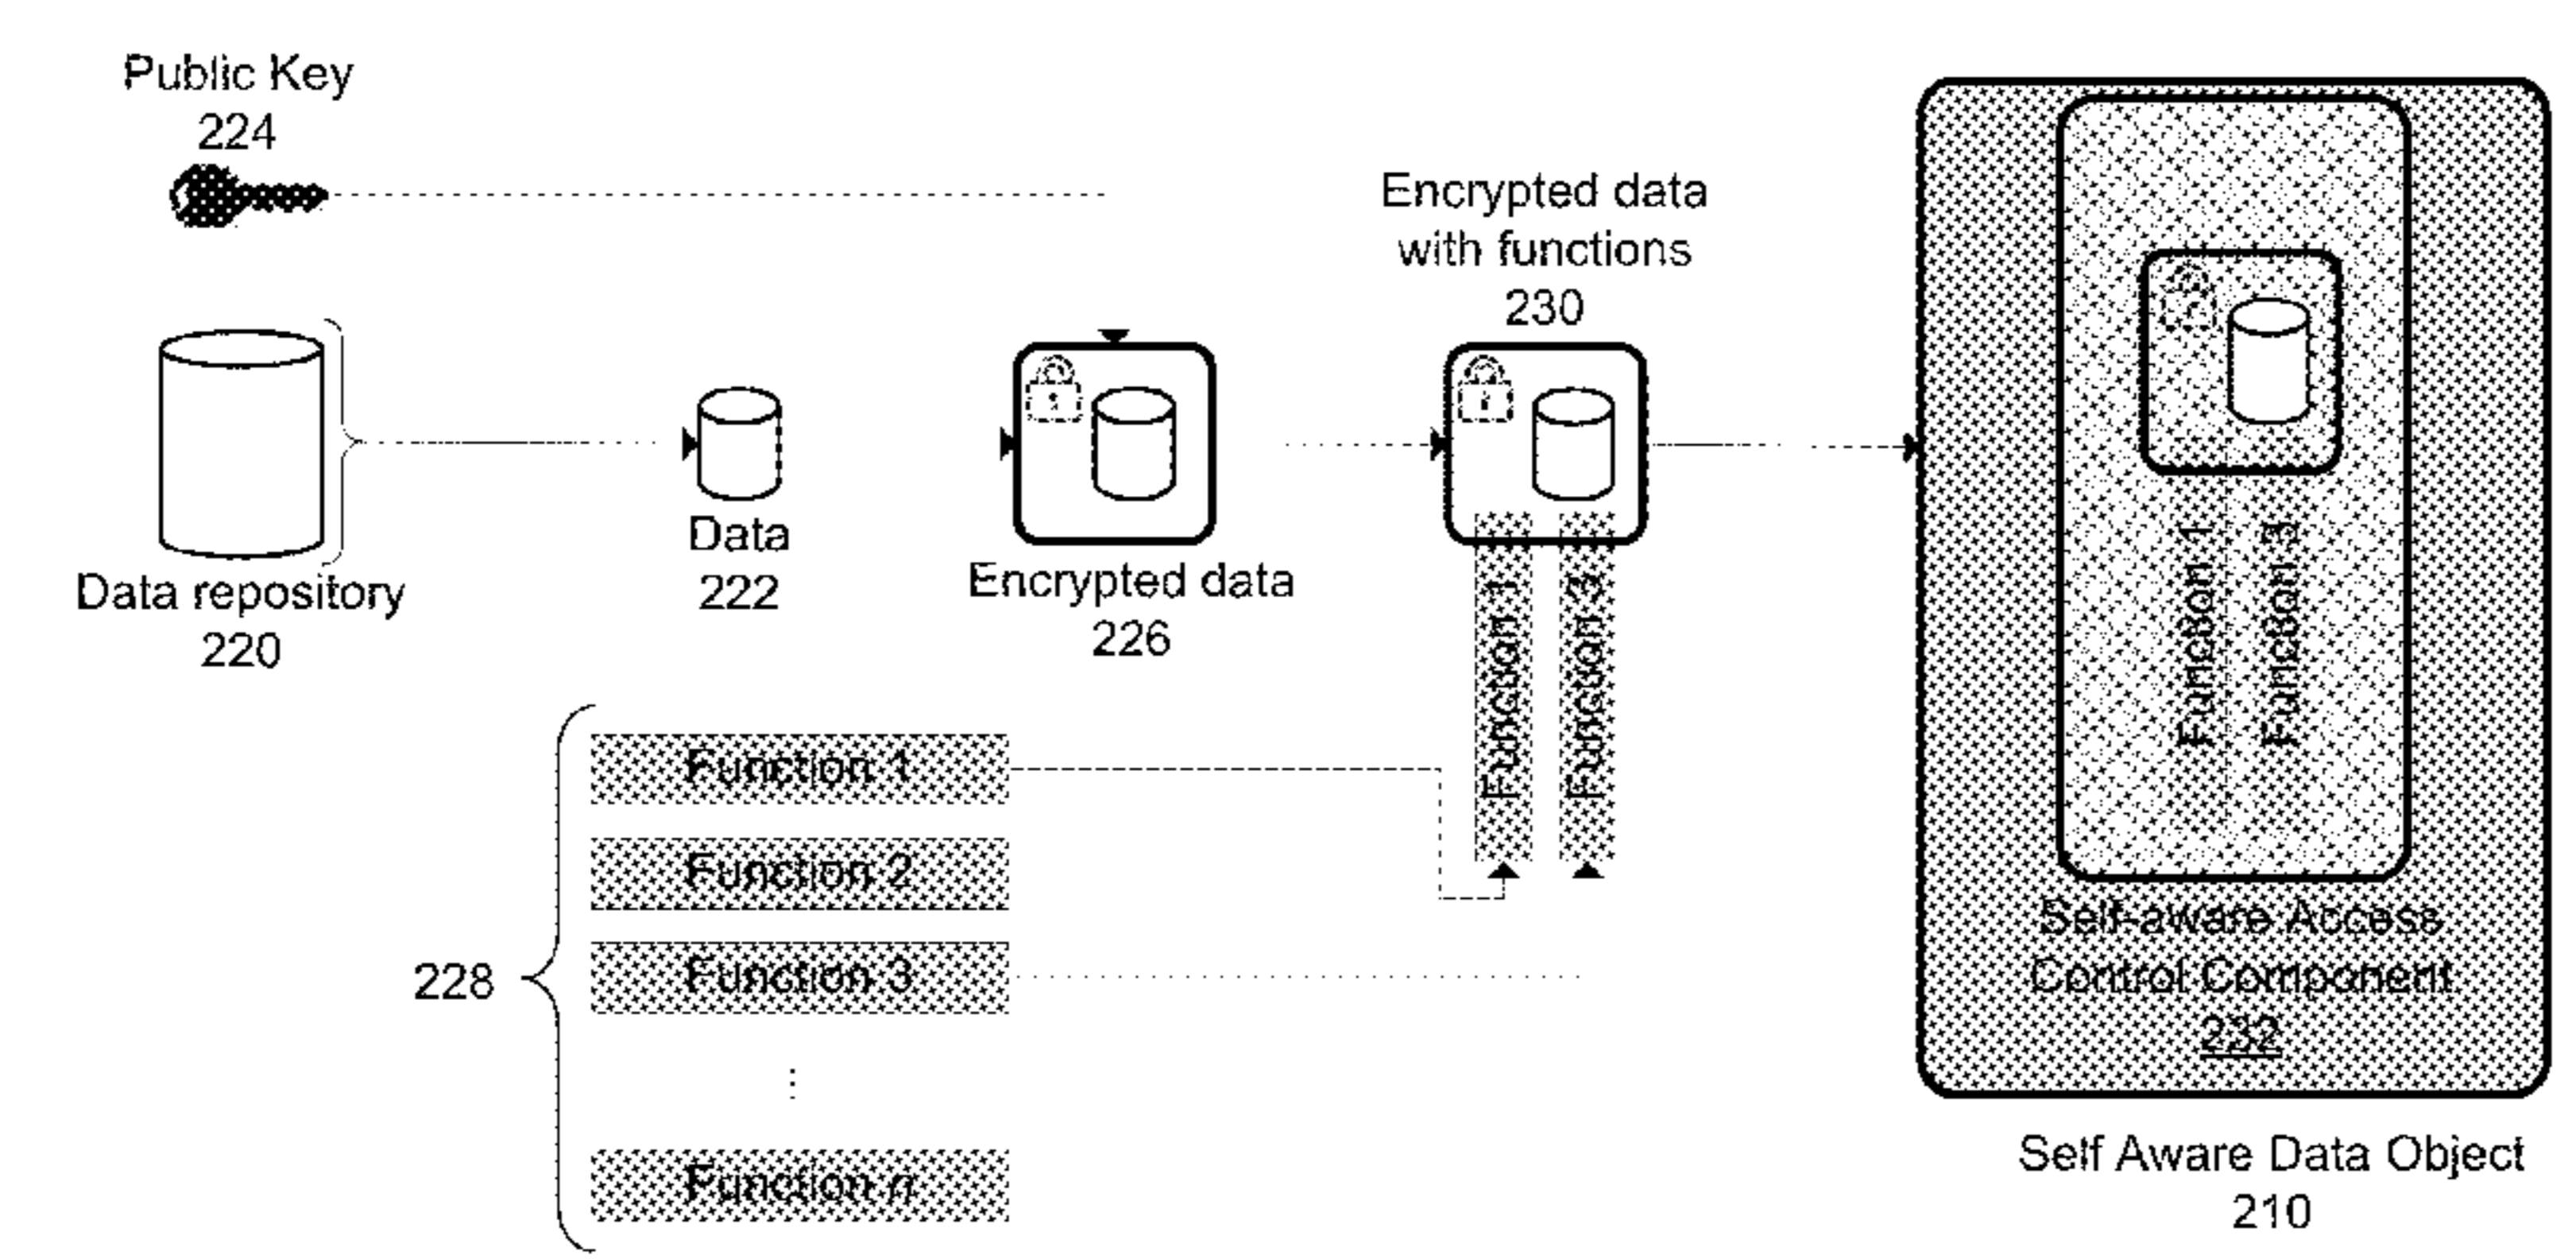 Public Key
224
Encrypted data
with functions
230
Data repository
220
Data
222
Encrypted data
226
Function 1
Function 3
Function 1
Function 3
228
Function 1
Function 2
Function 3
⋮
Function n
Self-aware Access
Control Component
232
Self Aware Data Object
210